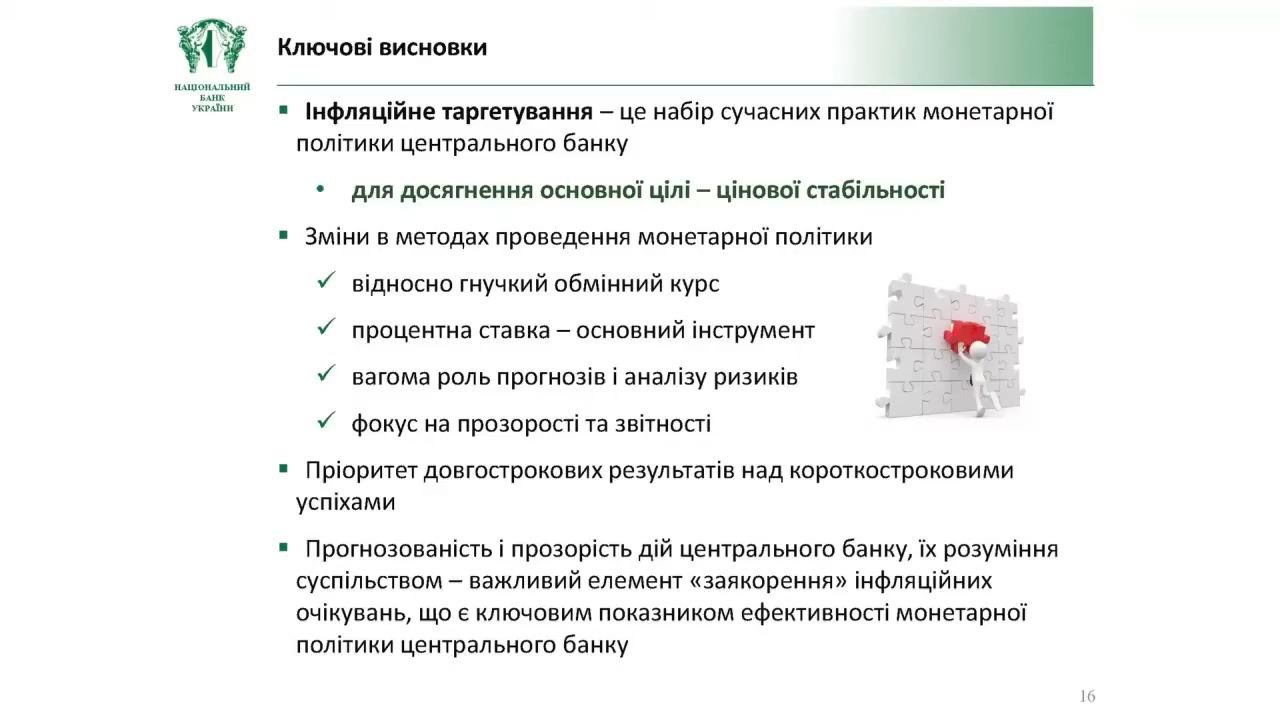 НАЦІОНАЛЬНИЙ
БАНК
УКРАЇНИ
Ключові висновки
▪ Інфляційне таргетування – це набір сучасних практик монетарної
політики центрального банку
• для досягнення основної цілі – цінової стабільності
▪ Зміни в методах проведення монетарної політики
✓ відносно гнучкий обмінний курс
✓ процентна ставка – основний інструмент
✓ вагома роль прогнозів і аналізу ризиків
✓ фокус на прозорості та звітності
▪ Пріоритет довгострокових результатів над короткостроковими
успіхами
▪ Прогнозованість і прозорість дій центрального банку, їх розуміння
суспільством – важливий елемент «заякорення» інфляційних
очікувань, що є ключовим показником ефективності монетарної
політики центрального банку
16